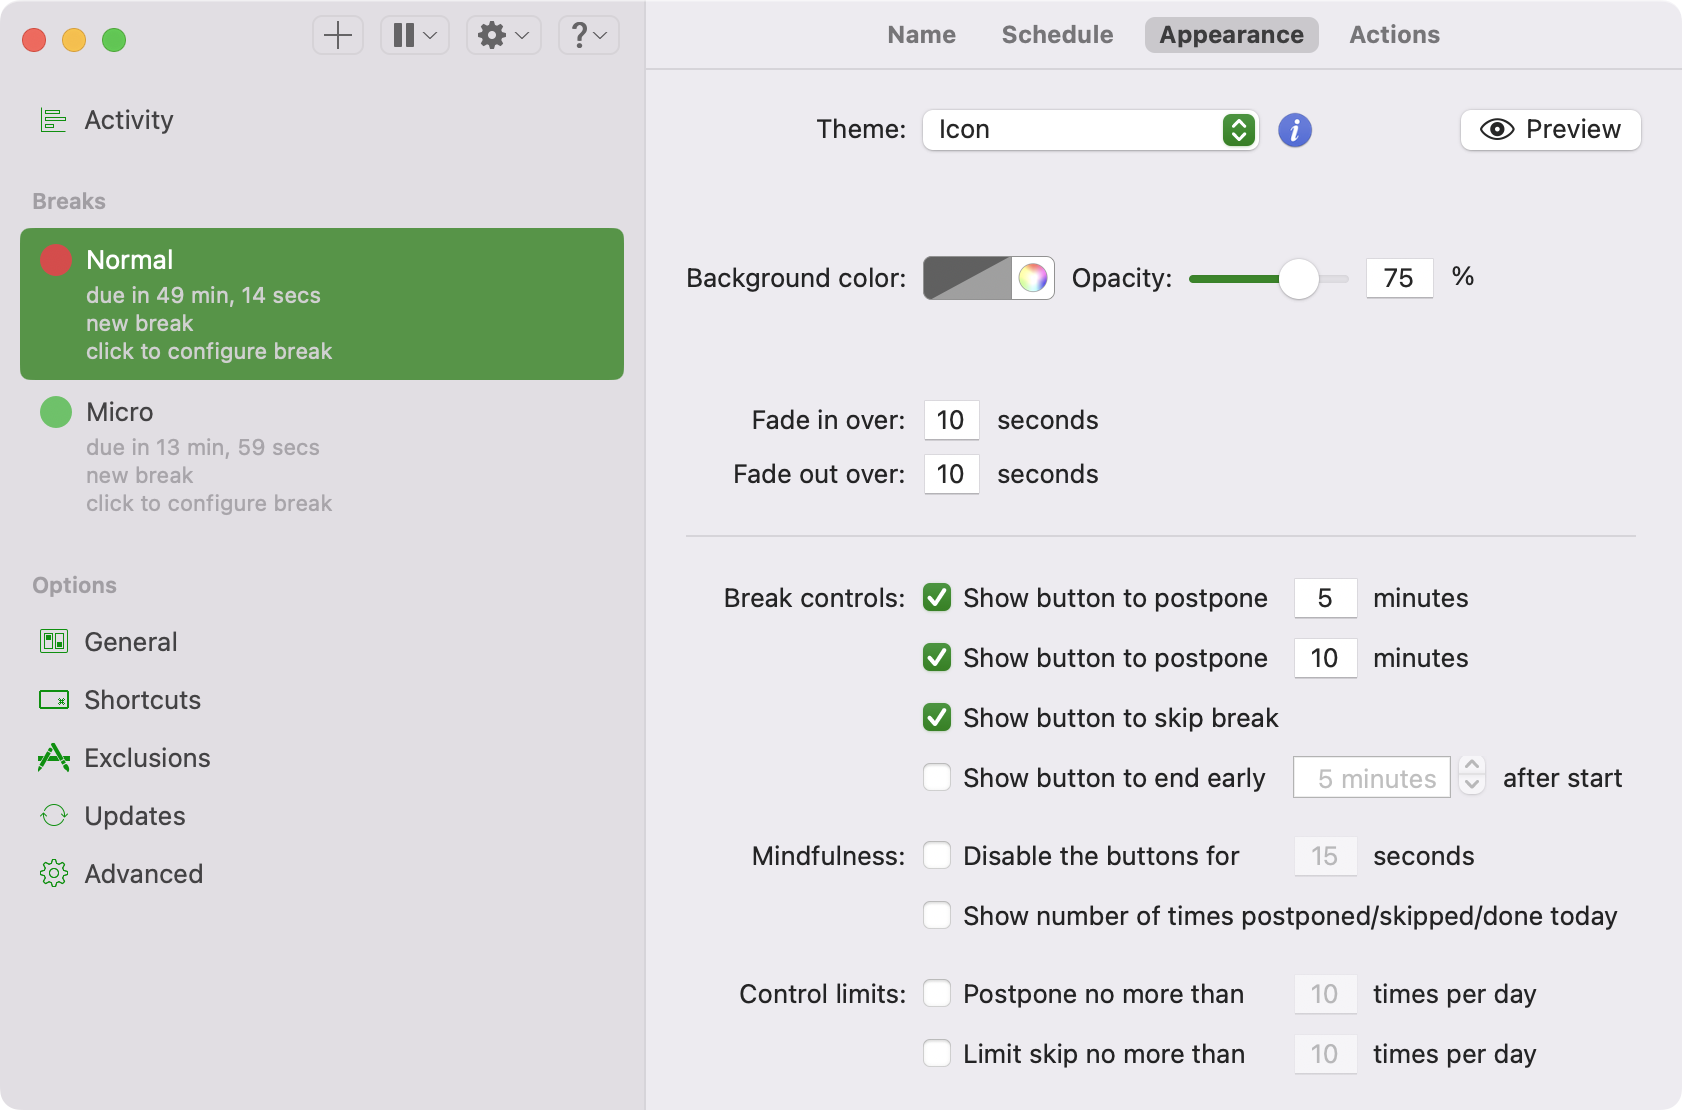 ?
Name Schedule Appearance Actions
Activity
Theme: Icon i Preview
Breaks
Normal
due in 49 min, 14 secs
new break
click to configure break
Background color: Opacity: 75 %
Micro
due in 13 min, 59 secs
new break
click to configure break
Fade in over: 10 seconds
Fade out over: 10 seconds
Options
General
Shortcuts
Exclusions
Updates
Advanced
Break controls: Show button to postpone 5 minutes
Show button to postpone 10 minutes
Show button to skip break
Show button to end early 5 minutes after start
Mindfulness: Disable the buttons for 15 seconds
Show number of times postponed/skipped/done today
Control limits: Postpone no more than 10 times per day
Limit skip no more than 10 times per day